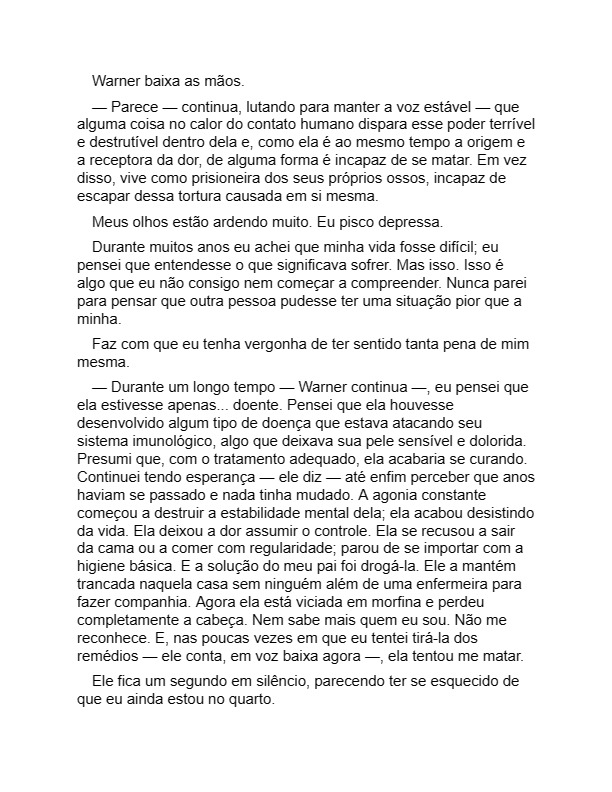 Warner baixa as mãos.
— Parece — continua, lutando para manter a voz estável — que
alguma coisa no calor do contato humano dispara esse poder terrível
e destrutível dentro dela e, como ela é ao mesmo tempo a origem e
a receptora da dor, de alguma forma é incapaz de se matar. Em vez
disso, vive como prisioneira dos seus próprios ossos, incapaz de
escapar dessa tortura causada em si mesma.
Meus olhos estão ardendo muito. Eu pisco depressa.
Durante muitos anos eu achei que minha vida fosse difícil; eu
pensei que entendesse o que significava sofrer. Mas isso. Isso é
algo que eu não consigo nem começar a compreender. Nunca parei
para pensar que outra pessoa pudesse ter uma situação pior que a
minha.
Faz com que eu tenha vergonha de ter sentido tanta pena de mim
mesma.
— Durante um longo tempo — Warner continua —, eu pensei que
ela estivesse apenas... doente. Pensei que ela houvesse
desenvolvido algum tipo de doença que estava atacando seu
sistema imunológico, algo que deixava sua pele sensível e dolorida.
Presumi que, com o tratamento adequado, ela acabaria se curando.
Continuei tendo esperança — ele diz — até enfim perceber que anos
haviam se passado e nada tinha mudado. A agonia constante
começou a destruir a estabilidade mental dela; ela acabou desistindo
da vida. Ela deixou a dor assumir o controle. Ela se recusou a sair
da cama ou a comer com regularidade; parou de se importar com a
higiene básica. E a solução do meu pai foi drogá-la. Ele a mantém
trancada naquela casa sem ninguém além de uma enfermeira para
fazer companhia. Agora ela está viciada em morfina e perdeu
completamente a cabeça. Nem sabe mais quem eu sou. Não me
reconhece. E, nas poucas vezes em que eu tentei tirá-la dos
remédios — ele conta, em voz baixa agora —, ela tentou me matar.
Ele fica um segundo em silêncio, parecendo ter se esquecido de
que eu ainda estou no quarto.